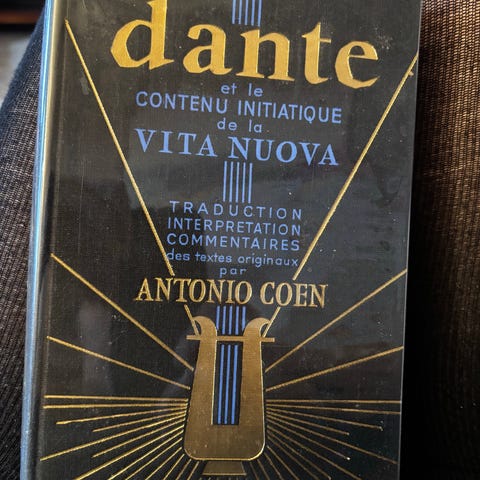 dante
et le
CONTENU INITIATIQUE
de la
VITA NUOVA
TRADUCTION
INTERPRETATION
COMMENTAIRES
des textes originaux
par
ANTONIO COEN